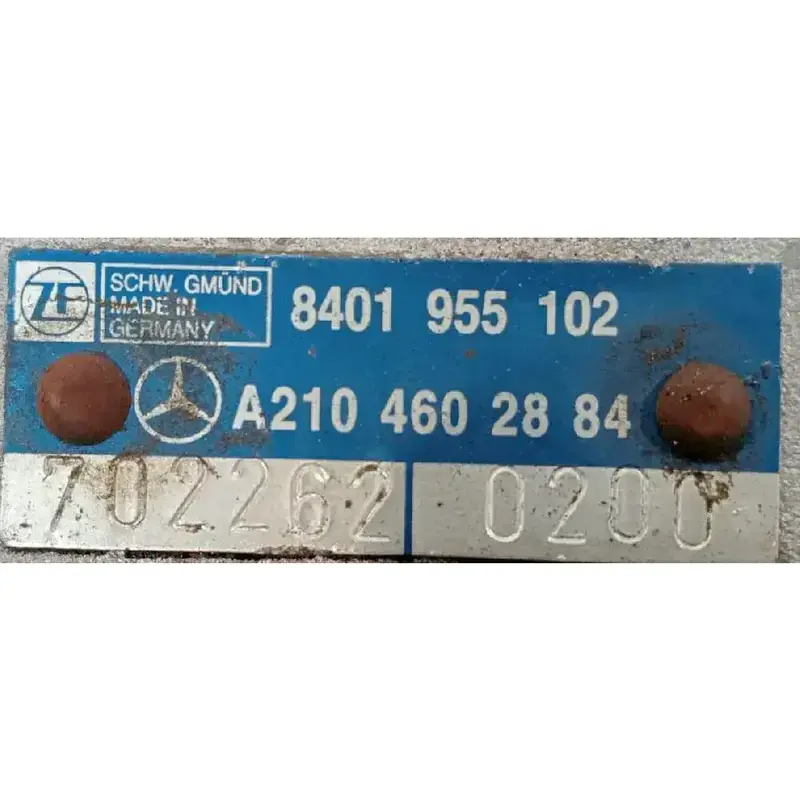 ZF
SCHW. GMÜND
MADE IN
GERMANY
8401 955 102
A210 460 28 84
702262 0200